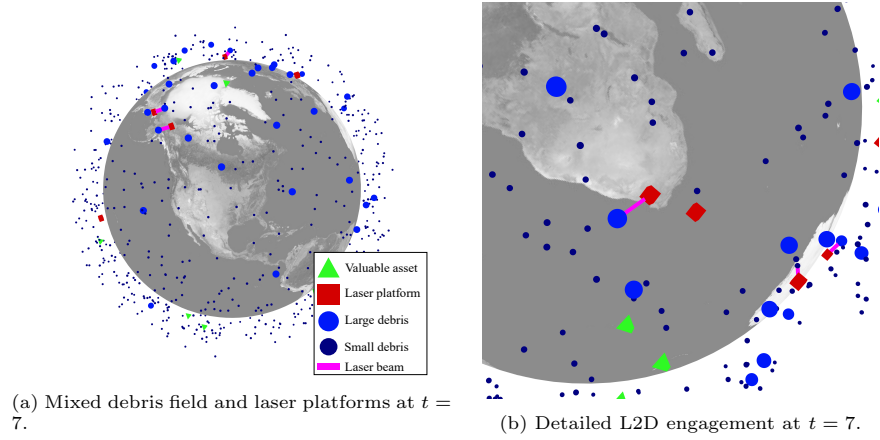 Valuable asset
Laser platform
Large debris
Small debris
Laser beam
(a) Mixed debris field and laser platforms at t =
7.
(b) Detailed L2D engagement at t = 7.